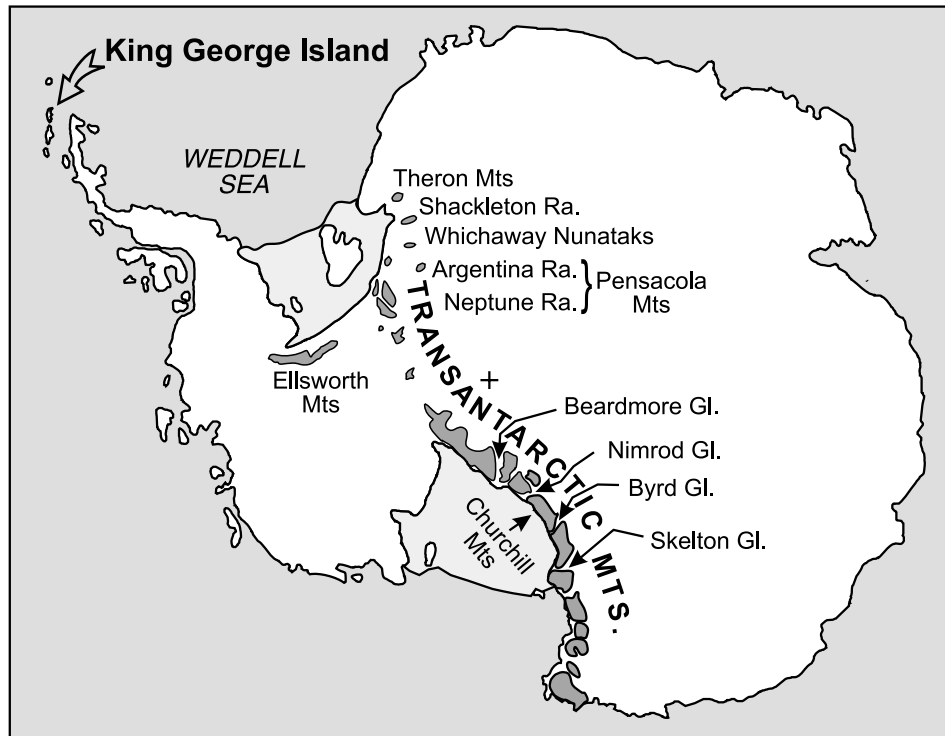 King George Island
WEDDELL
SEA
Theron Mts
Shackleton Ra.
Whichaway Nunataks
Argentina Ra.
Neptune Ra.
Pensacola
Mts
TRANSANTARCTIC MTS.
Ellsworth
Mts
Beardmore Gl.
Nimrod Gl.
Byrd Gl.
Skelton Gl.
Churchill
Mts